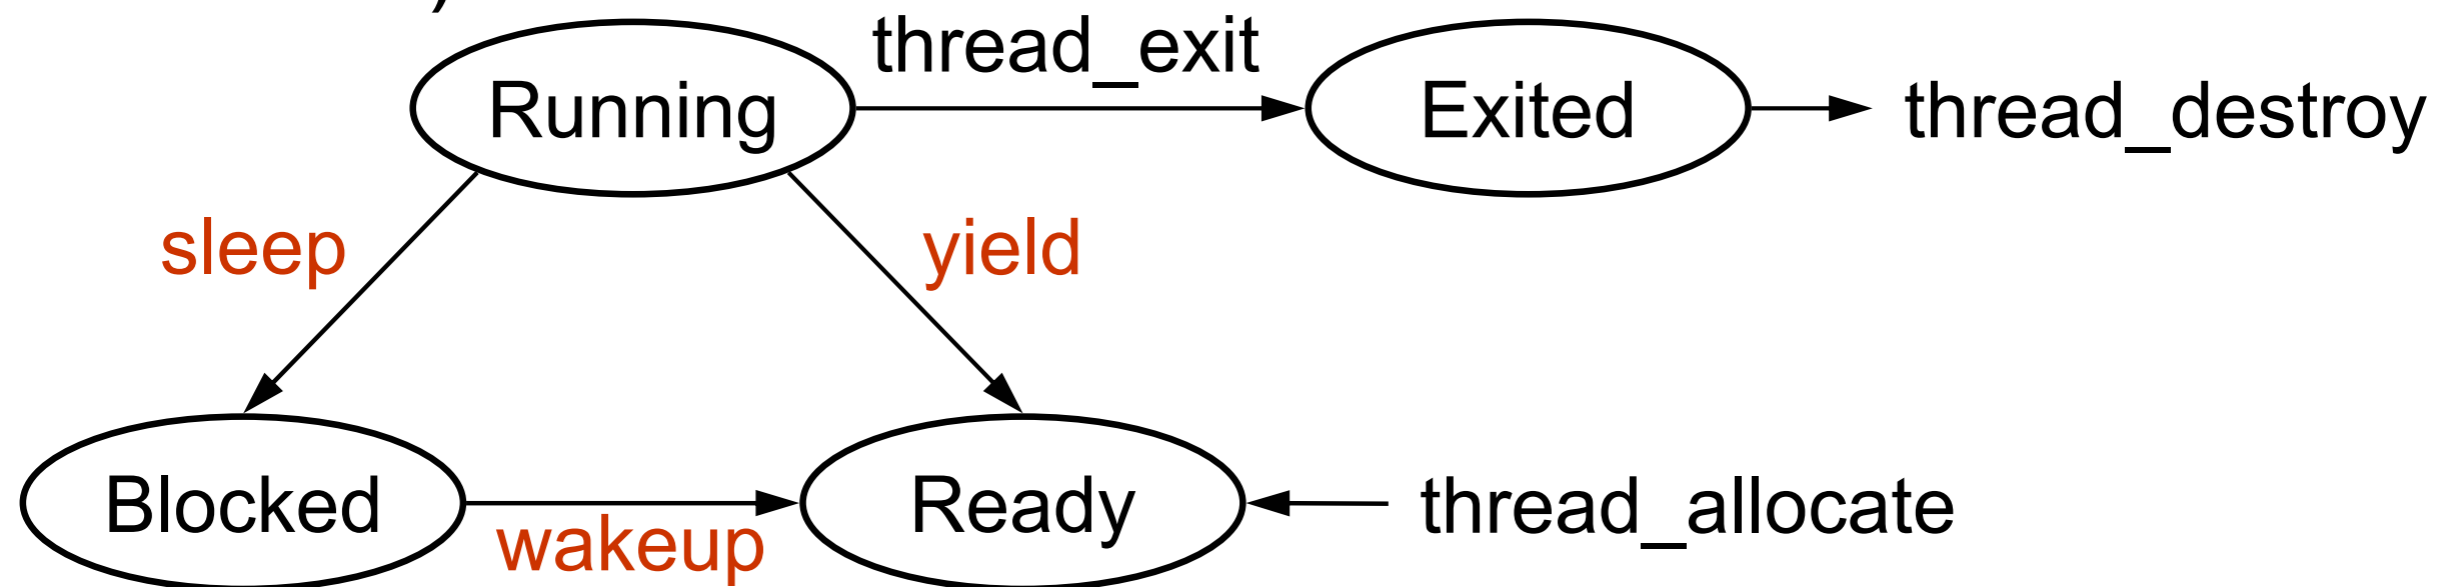 thread_exit
Running
Exited
thread_destroy
sleep
yield
Blocked
wakeup
Ready
thread_allocate